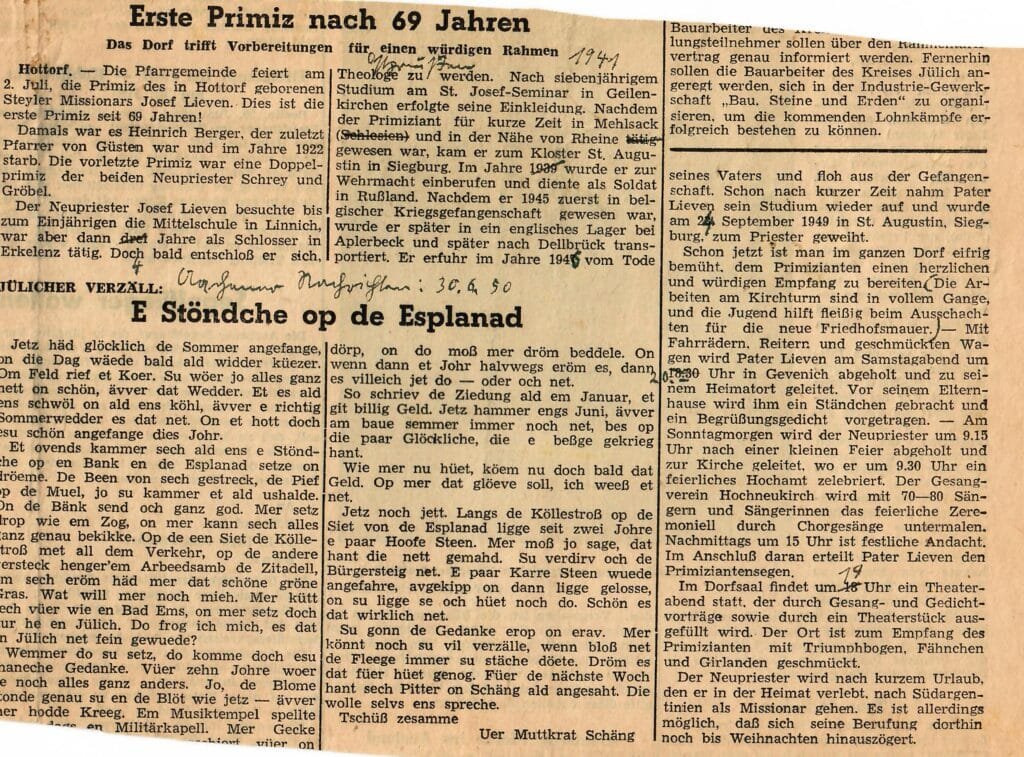 Erste Primiz nach 69 Jahren
Das Dorf trifft Vorbereitungen für einen würdigen Rahmen
Hottorf. — Die Pfarrgemeinde feiert am
2. Juli, die Primiz des in Hottorf geborenen
Steyler Missionars Josef Lieven. Dies ist die
erste Primiz seit 69 Jahren!
Damals war es Heinrich Berger, der zuletzt
Pfarrer von Güsten war und im Jahre 1922
starb. Die vorletzte Primiz war eine Doppel-
primiz der beiden Neupriester Schrey und
Gröbel.
Der Neupriester Josef Lieven besuchte bis
zum Einjährigen die Mittelschule in Linnich,
war aber dann drei Jahre als Schlosser in
Erkelenz tätig. Doch bald entschloß er sich,
4
1941
Theologe zu werden. Nach siebenjährigem
Studium am St. Josef-Seminar in Geilen-
kirchen erfolgte seine Einkleidung. Nachdem
der Primiziant für kurze Zeit in Mehlsack
(Schlesien) und in der Nähe von Rheine tätig
gewesen war, kam er zum Kloster St. Augu-
stin in Siegburg. Im Jahre 1939 wurde er zur
Wehrmacht einberufen und diente als Soldat
in Rußland. Nachdem er 1945 zuerst in bel-
gischer Kriegsgefangenschaft gewesen war,
wurde er später in ein englisches Lager bei
Aplerbeck und später nach Dellbrück trans-
portiert. Er erfuhr im Jahre 1945 vom Tode
seines Vaters und floh aus der Gefangen-
schaft. Schon nach kurzer Zeit nahm Pater
Lieven sein Studium wieder auf und wurde
am 24 September 1949 in St. Augustin, Sieg-
burg, zum Priester geweiht.
Schon jetzt ist man im ganzen Dorf eifrig
bemüht, dem Primizianten einen herzlichen
und würdigen Empfang zu bereiten. (Die Ar-
beiten am Kirchturm sind in vollem Gange,
und die Jugend hilft fleißig beim Ausschach-
ten für die neue Friedhofsmauer.) — Mit
Fahrrädern, Reitern und geschmückten Wa-
gen wird Pater Lieven am Samstagabend um
18.30 Uhr in Gevenich abgeholt und zu sei-
nem Heimatort geleitet. Vor seinem Eltern-
hause wird ihm ein Ständchen gebracht und
ein Begrüßungsgedicht vorgetragen. — Am
Sonntagmorgen wird der Neupriester um 9.15
Uhr nach einer kleinen Feier abgeholt und
zur Kirche geleitet, wo er um 9.30 Uhr ein
feierliches Hochamt zelebriert. Der Gesang-
verein Hochneukirch wird mit 70—80 Sän-
gern und Sängerinnen das feierliche Zere-
moniell durch Chorgesänge untermalen.
Nachmittags um 15 Uhr ist festliche Andacht.
Im Anschluß daran erteilt Pater Lieven den
Primiziantensegen.
19
Im Dorfsaal findet um 18 Uhr ein Theater-
abend statt, der durch Gesang- und Gedicht-
vorträge sowie durch ein Theaterstück aus-
gefüllt wird. Der Ort ist zum Empfang des
Primizianten mit Triumphbogen, Fähnchen
und Girlanden geschmückt.
Der Neupriester wird nach kurzem Urlaub,
den er in der Heimat verlebt, nach Südargen-
tinien als Missionar gehen. Es ist allerdings
möglich, daß sich seine Berufung dorthin
noch bis Weihnachten hinauszögert.
Bauarbeiter des
lungsteilnehmer sollen über den
vertrag genau informiert werden. Fernerhin
sollen die Bauarbeiter des Kreises Jülich an-
geregt werden, sich in der Industrie-Gewerk-
schaft „Bau, Steine und Erden" zu organi-
sieren, um die kommenden Lohnkämpfe er-
folgreich bestehen zu können.
JÜLICHER VERZÄLL:
Aachener Nachrichten: 30.6.50
E Stöndche op de Esplanad
Jetz häd glöcklich de Sommer angefange,
on die Dag wäede bald ald widder küezer.
Om Feld rief et Koer. Su wöer jo alles ganz
nett on schön, ävver dat Wedder. Et es ald
ens schwöl on ald ens köhl, ävver e richtig
Sommerwedder es dat net. On et hott doch
esu schön angefange dies Johr.
Et ovends kammer sech ald ens e Stönd-
che op en Bank en de Esplanad setze on
dröeme. De Been von sech gestreck, de Pief
op de Muel, jo su kammet et ald ushalde.
On de Bänk send och ganz god. Mer setz
drop wie em Zog, on mer kann sech alles
ganz genau bekikke. Op de een Siet de Kölle-
stroß met all dem Verkehr, op de andere
versteck henger'em Arbeedsamb de Zitadell,
om sech eröm häd mer dat schöne gröne
Gras. Wat will mer noch mieh. Mer kütt
sech vüer wie en Bad Ems, on mer setz doch
nur he en Jülich. Do frog ich mich, es dat
en Jülich net fein gewuede?
Wemmer do su setz, do komme doch esu
maneche Gedanke. Vüer zehn Johre woer
he noch alles ganz anders. Jo, de Blome
stonde genau su en de Blöt wie jetz — ävver
mer hodde Kreeg. Em Musiktempel spellte
en Militärkapell. Mer Gecke
vüer on
dörp, on do moß mer dröm beddele. On
wenn dann et Johr halvwegs eröm es, dann
es villeich jet do — oder och net.
So schriev de Ziedung ald em Januar, et
git billig Geld. Jetz hammer engs Juni, ävver
am baue semmer immer noch net, bes op
die paar Glöckliche, die e beßge gekrieg
hant.
Wie mer nu hüet, köem nu doch bald dat
Geld. Op mer dat glöeve soll, ich weeß et
net.
Jetz noch jett. Langs de Köllestroß op de
Siet von de Esplanad ligge seit zwei Johre
e paar Hoofe Steen. Mer moß jo sage, dat
hant die nett gemahd. Su verdirv och de
Bürgersteig net. E paar Karre Steen wuede
angefahre, avgekipp on dann ligge gelosse,
on su ligge se och hüet noch do. Schön es
dat wirklich net.
Su gonn de Gedanke erop on erav. Mer
könnt noch su vil verzälle, wenn bloß net
de Fleege immer su stäche döete. Dröm es
dat füer hüet genog. Füer de nächste Woch
hant sech Pitter on Schäng ald angesaht. Die
wolle selvs ens spreche.
Tschüß zesamme
Uer Muttkrat Schäng